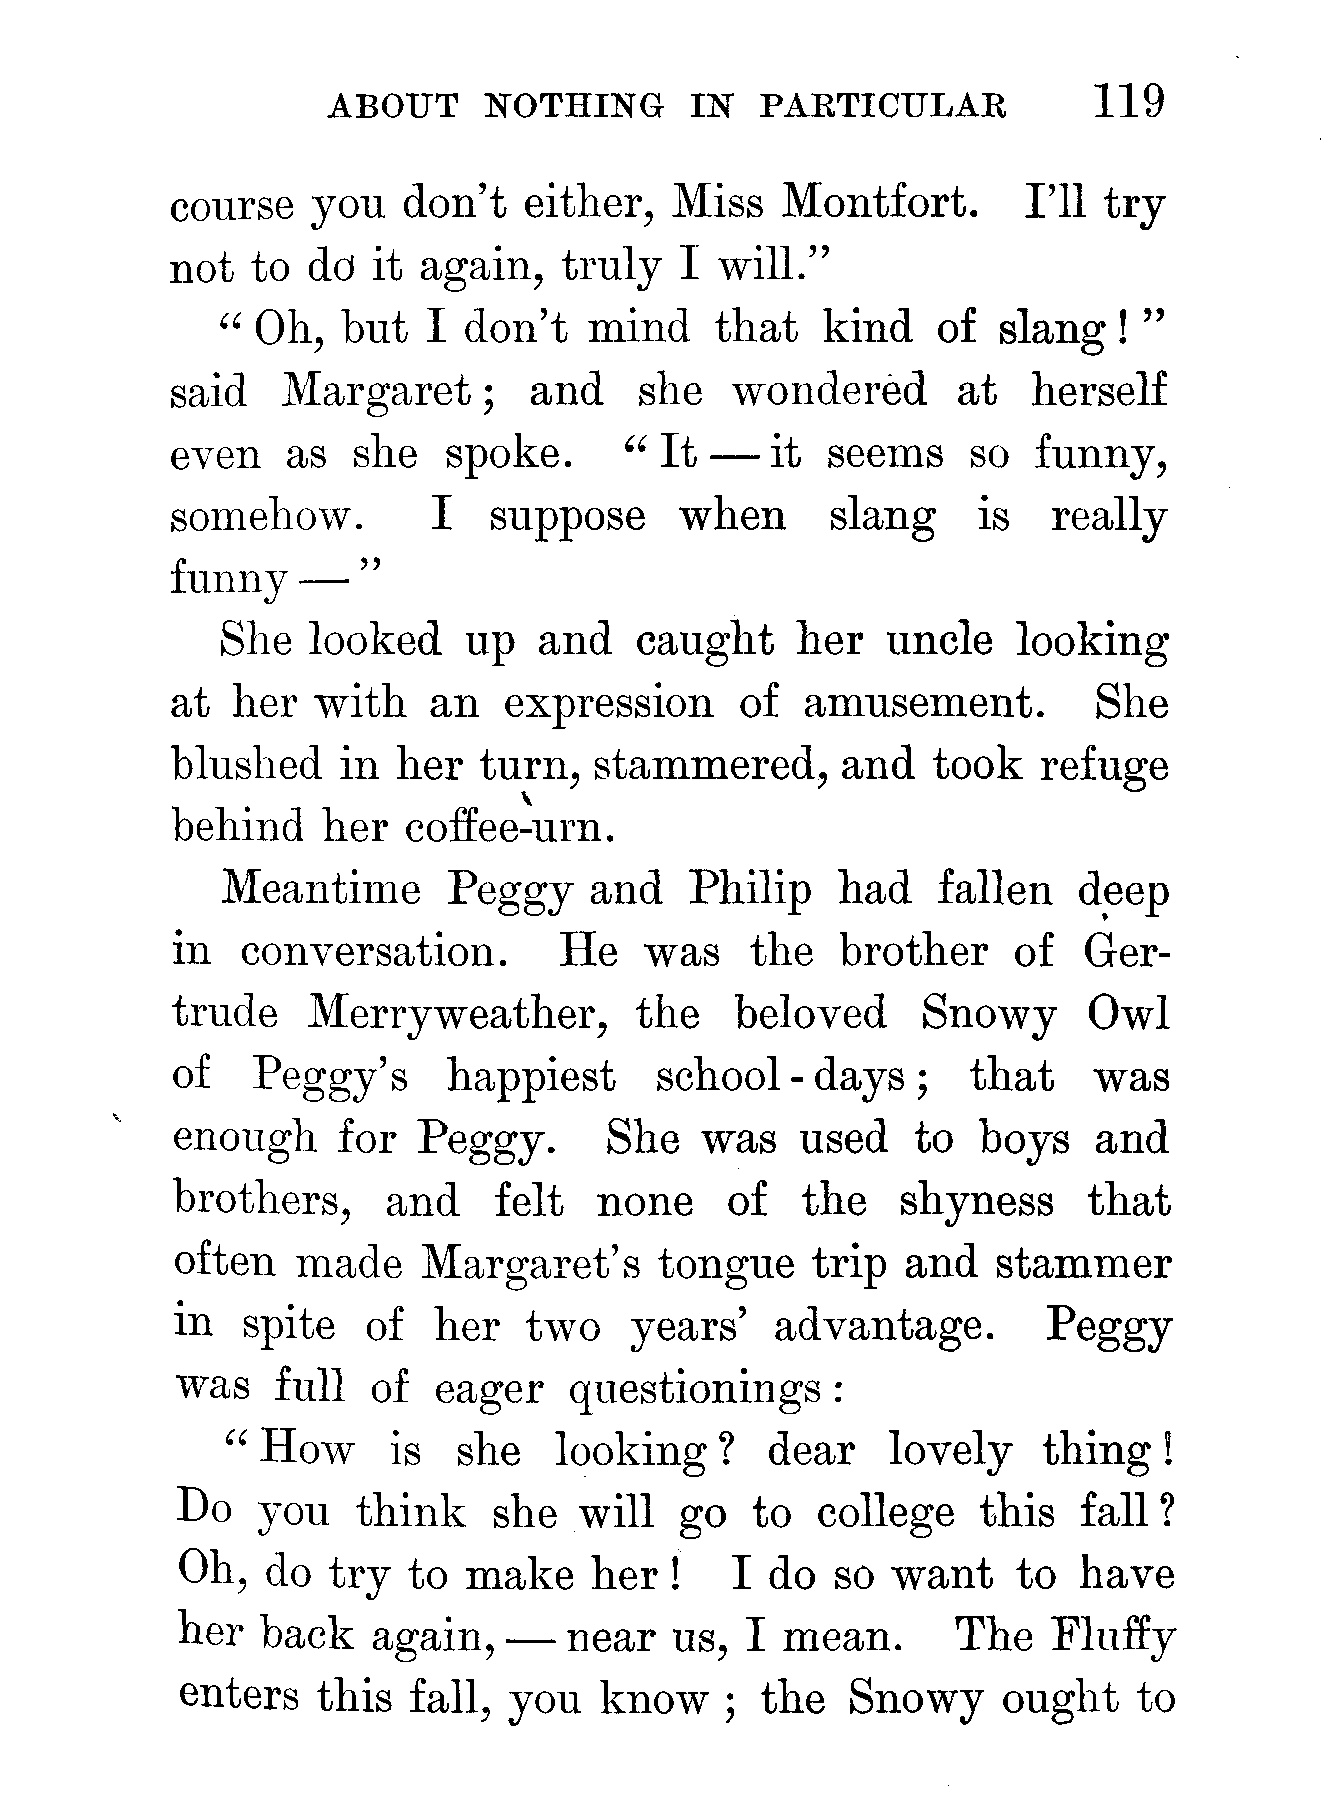 ABOUT NOTHING IN PARTICULAR 119
course you don't either, Miss Montfort. I'll try
not to do it again, truly I will."
"Oh, but I don't mind that kind of slang!"
said Margaret; and she wondered at herself
even as she spoke. "It — it seems so funny,
somehow. I suppose when slang is really
funny — "
She looked up and caught her uncle looking
at her with an expression of amusement. She
blushed in her turn, stammered, and took refuge
behind her coffee-urn.
Meantime Peggy and Philip had fallen deep
in conversation. He was the brother of Ger-
trude Merryweather, the beloved Snowy Owl
of Peggy's happiest school-days; that was
enough for Peggy. She was used to boys and
brothers, and felt none of the shyness that
often made Margaret's tongue trip and stammer
in spite of her two years' advantage. Peggy
was full of eager questionings:
"How is she looking? dear lovely thing!
Do you think she will go to college this fall?
Oh, do try to make her! I do so want to have
her back again, — near us, I mean. The Fluffy
enters this fall, you know; the Snowy ought to